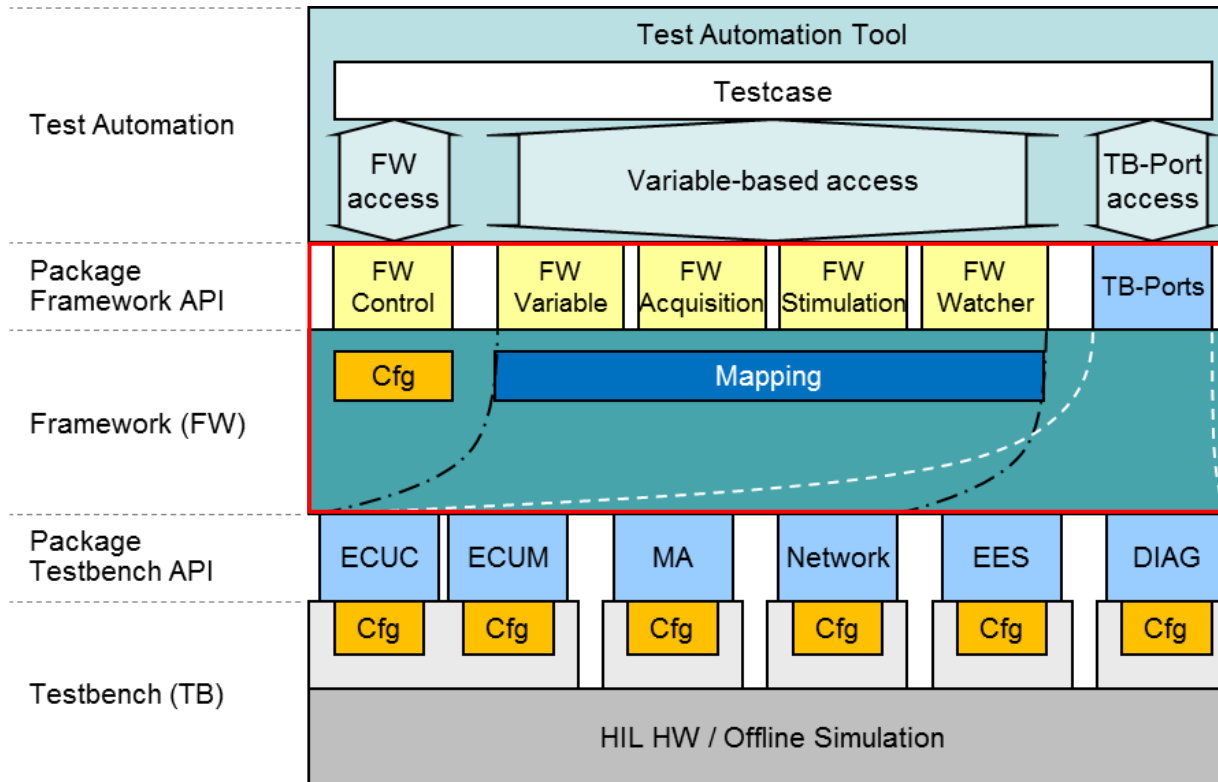 Test Automation Tool
Testcase
Test Automation
FW
access
Variable-based access
TB-Port
access
Package
Framework API
FW
Control
FW
Variable
FW
Acquisition
FW
Stimulation
FW
Watcher
TB-Ports
Framework (FW)
Cfg
Mapping
Package
Testbench API
ECUC
ECUM
MA
Network
EES
DIAG
Testbench (TB)
Cfg
Cfg
Cfg
Cfg
Cfg
Cfg
HIL HW / Offline Simulation